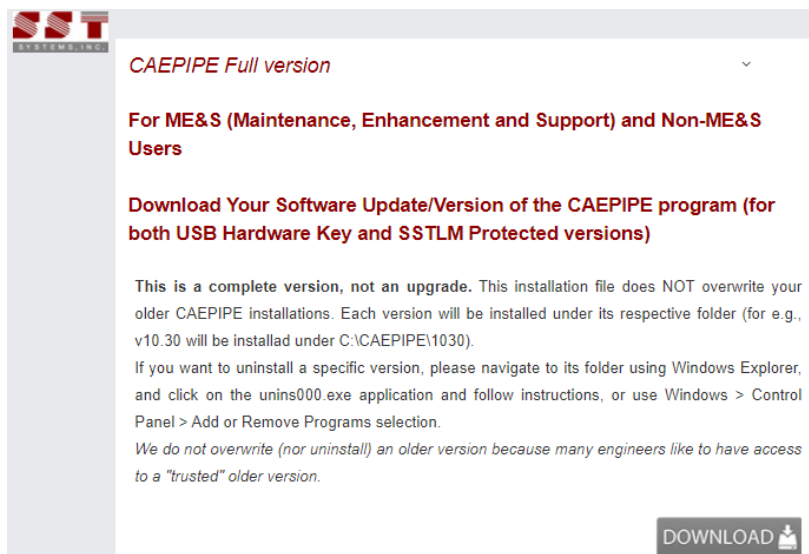 SST
SYSTEMS, INC.
CAEPIPE Full version
For ME&S (Maintenance, Enhancement and Support) and Non-ME&S
Users
Download Your Software Update/Version of the CAEPIPE program (for
both USB Hardware Key and SSTLM Protected versions)
This is a complete version, not an upgrade. This installation file does NOT overwrite your
older CAEPIPE installations. Each version will be installed under its respective folder (for e.g.,
v10.30 will be installad under C:\CAEPIPE\1030).
If you want to uninstall a specific version, please navigate to its folder using Windows Explorer,
and click on the unins000.exe application and follow instructions, or use Windows > Control
Panel > Add or Remove Programs selection.
We do not overwrite (nor uninstall) an older version because many engineers like to have access
to a "trusted" older version.
DOWNLOAD